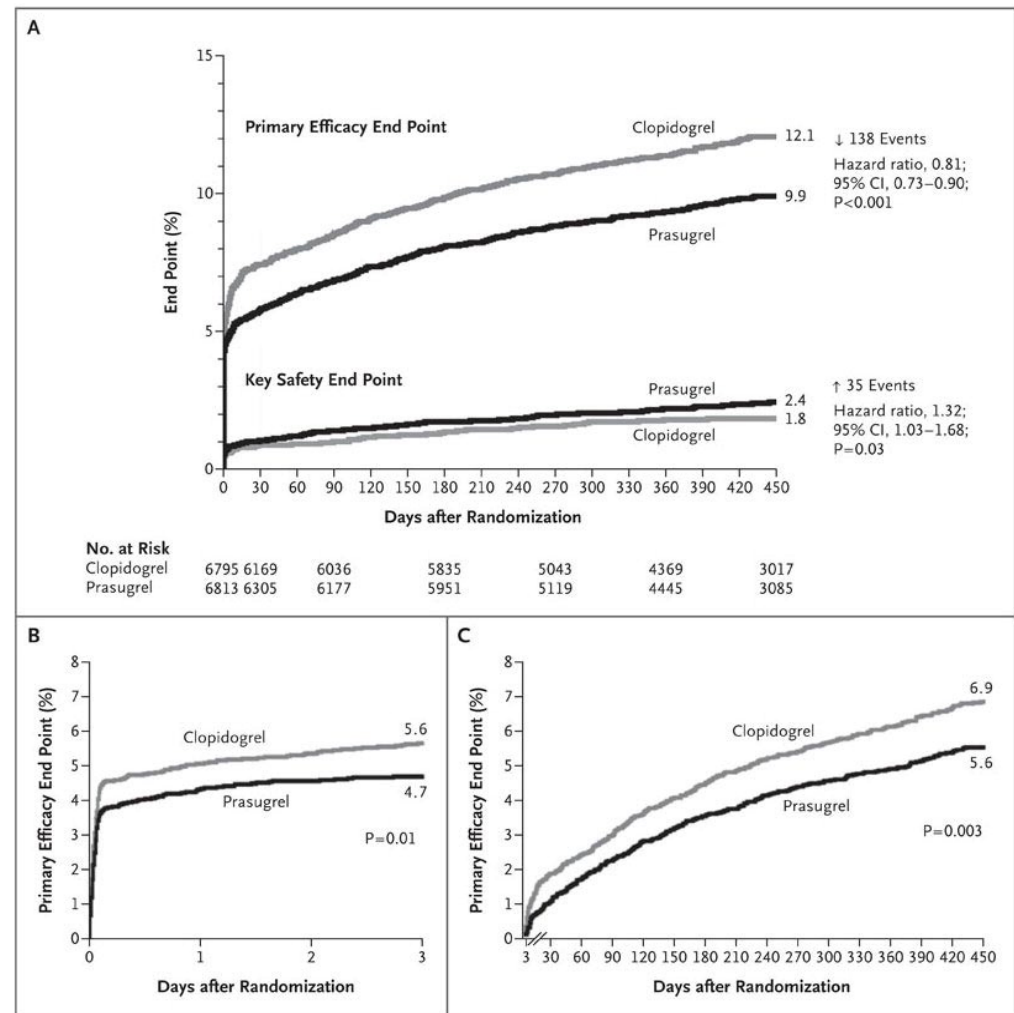 A
15
10
5
0
End Point (%)
Primary Efficacy End Point
Clopidogrel
12.1
9.9
Prasugrel
↓ 138 Events
Hazard ratio, 0.81;
95% CI, 0.73–0.90;
P<0.001
Key Safety End Point
Prasugrel
2.4
1.8
Clopidogrel
↑ 35 Events
Hazard ratio, 1.32;
95% CI, 1.03–1.68;
P=0.03
0 30 60 90 120 150 180 210 240 270 300 330 360 390 420 450
Days after Randomization
No. at Risk
Clopidogrel 6795 6169 6036 5835 5043 4369 3017
Prasugrel 6813 6305 6177 5951 5119 4445 3085
B
8
7
6
5
4
3
2
1
0
Primary Efficacy End Point (%)
Clopidogrel
5.6
4.7
Prasugrel
P=0.01
0 1 2 3
Days after Randomization
C
8
7
6
5
4
3
2
1
0
Primary Efficacy End Point (%)
Clopidogrel
6.9
5.6
Prasugrel
P=0.003
3 30 60 90 120 150 180 210 240 270 300 330 360 390 420 450
Days after Randomization